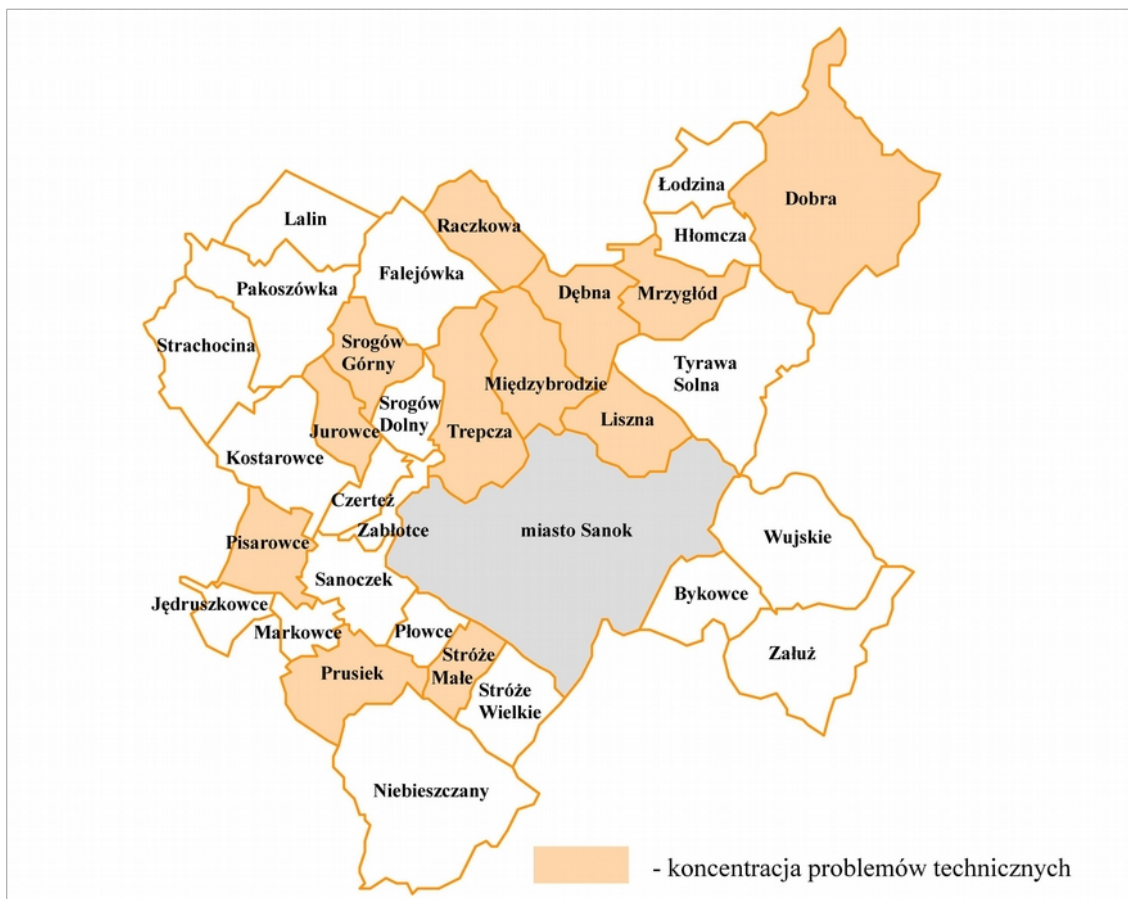 Łodzina
Dobra
Lalin
Raczkowa
Hłomcza
Falejówka
Pakoszówka
Dębna
Mrzygłód
Strachocina
Srogów
Górny
Tyrawa
Solna
Międzybrodzie
Srogów
Dolny
Liszna
Jurowce
Trepcza
Kostarowce
Czerteż
Zabłotce
miasto Sanok
Wujskie
Pisarowce
Sanoczek
Bykowce
Jędruszkowce
Markowce
Płowce
Stróże
Małe
Załuż
Prusiek
Stróże
Wielkie
Niebieszczany
- koncentracja problemów technicznych